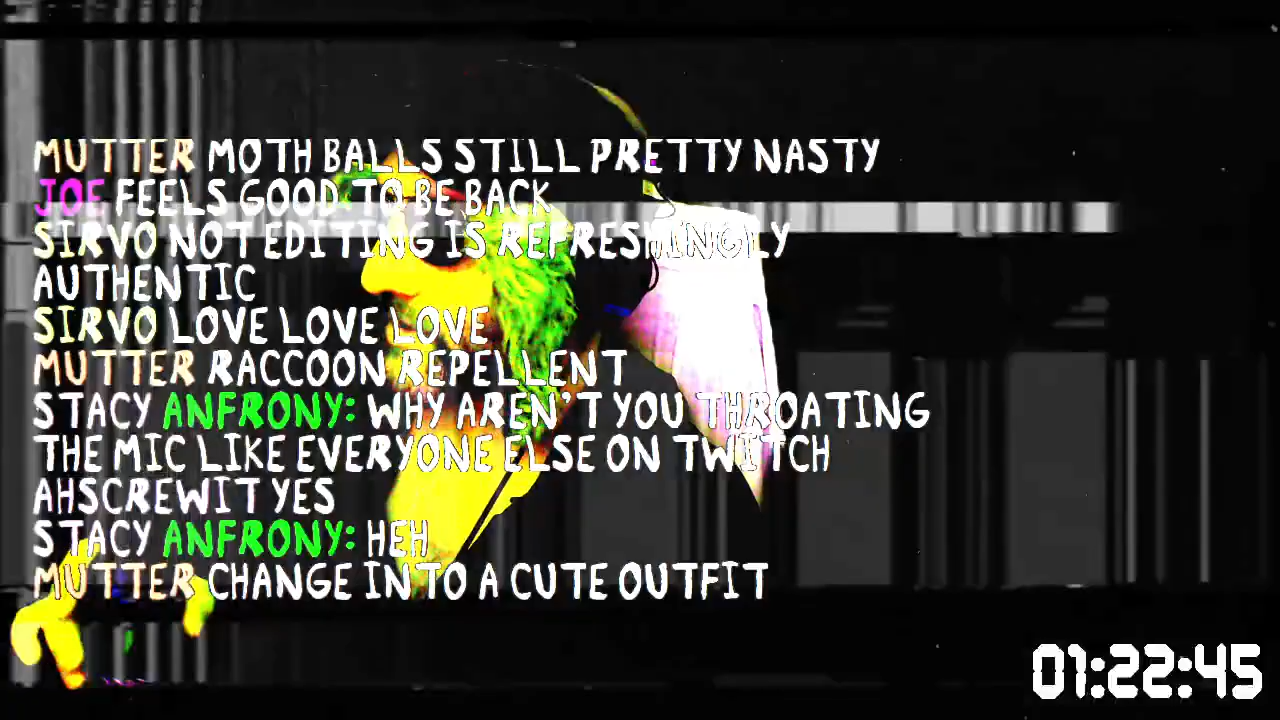 MUTTER MOTH BALLS STILL PRETTY NASTY
JOE FEELS GOOD TO BE BACK
SIRVO NOT EDITING IS REFRESHINGLY
AUTHENTIC
SIRVO LOVE LOVE LOVE
MUTTER RACCOON REPELLENT
STACY ANFRONY: WHY AREN'T YOU THROATING
THE MIC LIKE EVERYONE ELSE ON TWITCH
AHSCREWIT YES
STACY ANFRONY: HEH
MUTTER CHANGE INTO A CUTE OUTFIT
01:22:45